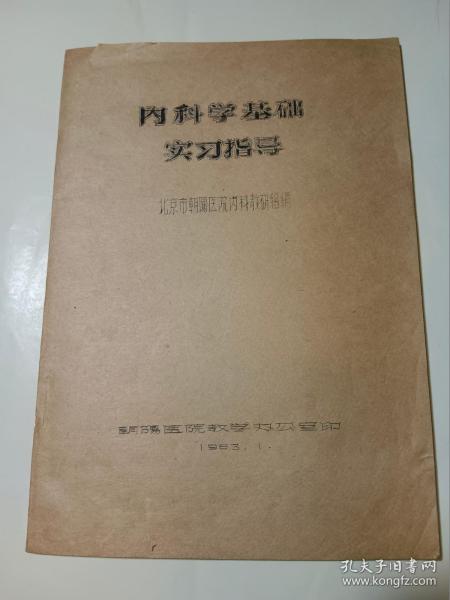 内科学基础
实习指导
北京市朝陽医院内科教研组编
朝陽医院教学办公室印
1963.1.
孔夫子旧书网
www.kongfz.com